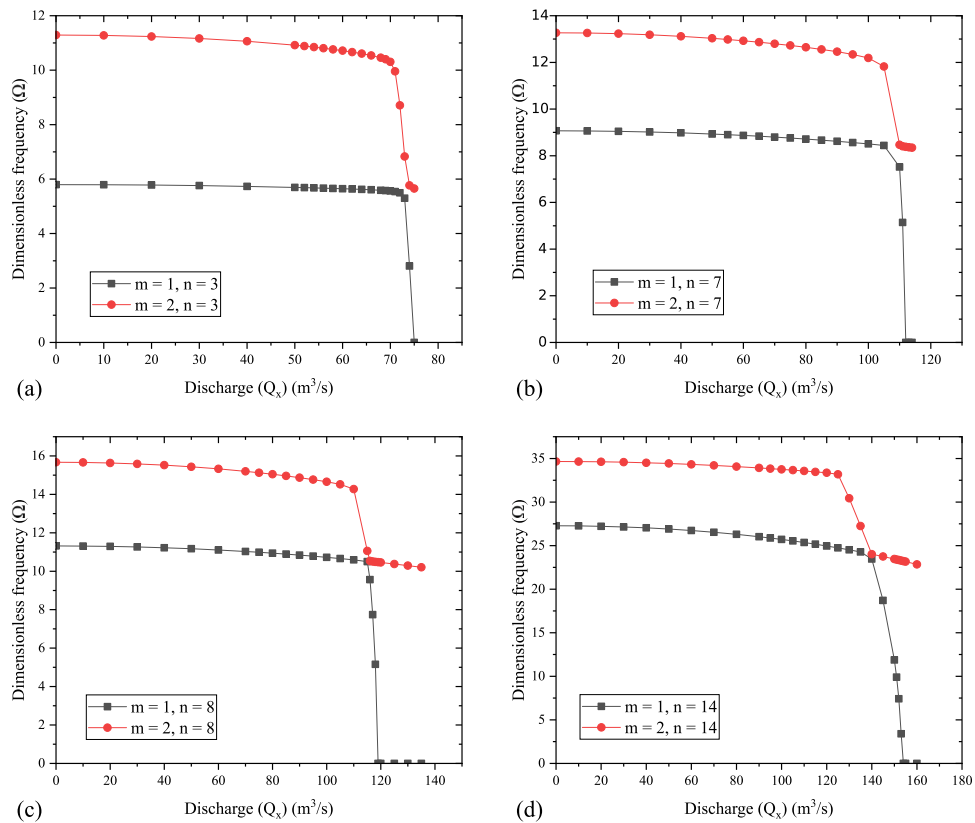 12
10
8
6
4
2
0
Dimensionless frequency (Ω)
m = 1, n = 3
m = 2, n = 3
0 10 20 30 40 50 60 70 80
Discharge (Qₓ) (m³/s)
(a)
14
12
10
8
6
4
2
0
Dimensionless frequency (Ω)
m = 1, n = 7
m = 2, n = 7
0 20 40 60 80 100 120
Discharge (Qₓ) (m³/s)
(b)
16
14
12
10
8
6
4
2
0
Dimensionless frequency (Ω)
m = 1, n = 8
m = 2, n = 8
0 20 40 60 80 100 120 140
Discharge (Qₓ) (m³/s)
(c)
35
30
25
20
15
10
5
0
Dimensionless frequency (Ω)
m = 1, n = 14
m = 2, n = 14
0 20 40 60 80 100 120 140 160 180
Discharge (Qₓ) (m³/s)
(d)